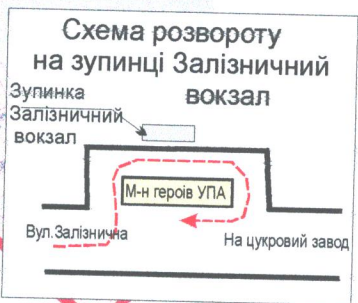 Схема розвороту
на зупинці Залізничний
вокзал
Зупинка
Залізничний
вокзал
М-н героїв УПА
Вул.Залізнична
На цукровий завод